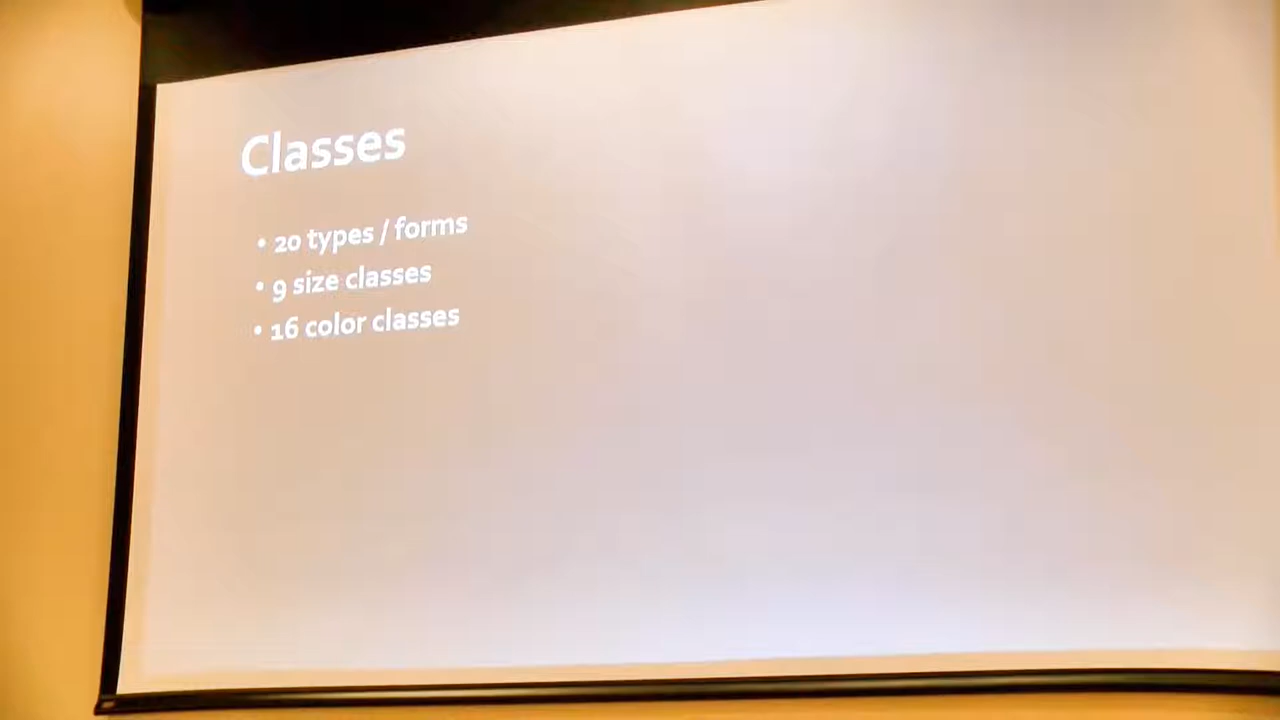 Classes
• 20 types / forms
• 9 size classes
• 16 color classes